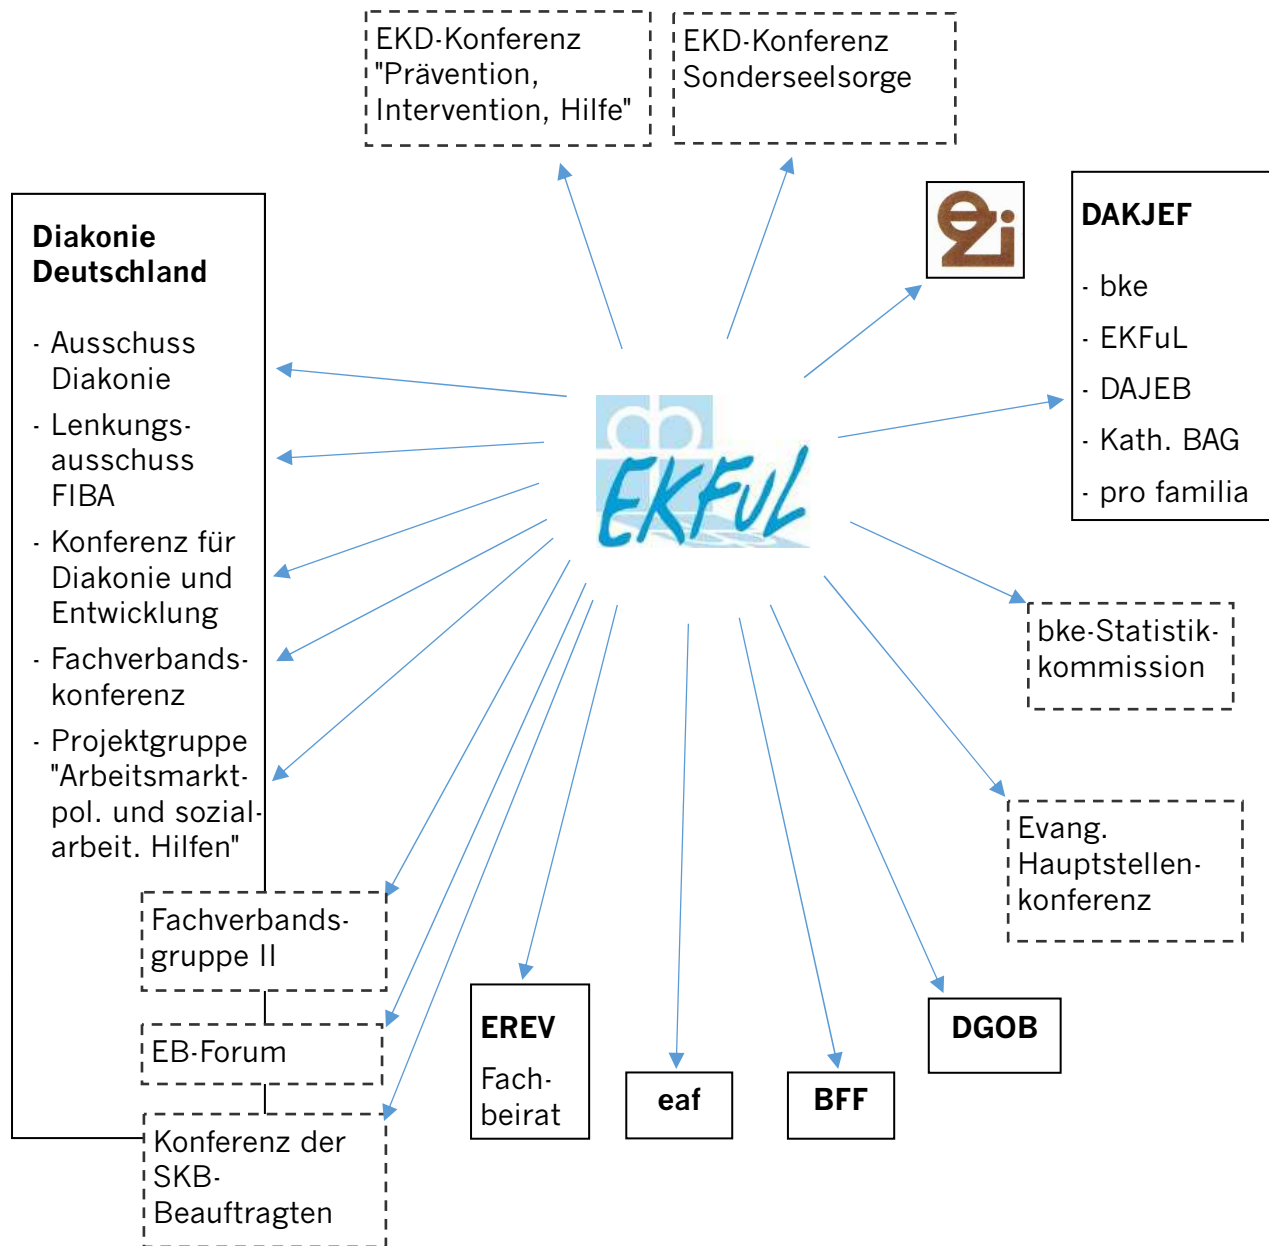 EKD-Konferenz
"Prävention,
Intervention, Hilfe"
EKD-Konferenz
Sonderseelsorge
ezi
Diakonie
Deutschland
- Ausschuss
Diakonie
- Lenkungs-
ausschuss
FIBA
- Konferenz für
Diakonie und
Entwicklung
- Fachverbands-
konferenz
- Projektgruppe
"Arbeitsmarkt-
pol. und sozial-
arbeit. Hilfen"
Fachverbands-
gruppe II
EB-Forum
Konferenz der
SKB-
Beauftragten
EKFuL
DAKJEF
- bke
- EKFuL
- DAJEB
- Kath. BAG
- pro familia
bke-Statistik-
kommission
Evang.
Hauptstellen-
konferenz
EREV
Fach-
beirat
eaf
BFF
DGOB